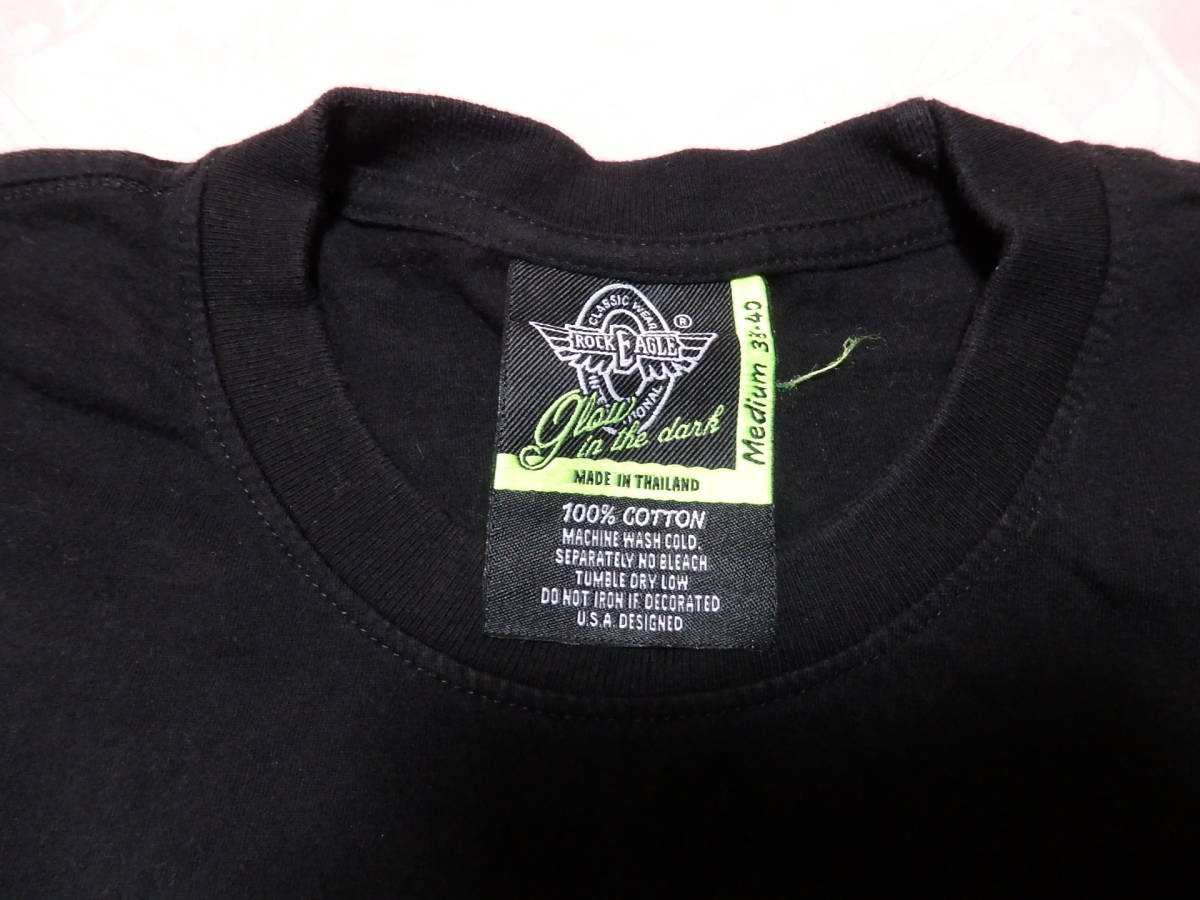 CLASSIC WEAR
ROCK EAGLE
®
glow
in the dark
Medium 38-40
MADE IN THAILAND
100% COTTON
MACHINE WASH COLD.
SEPARATELY NO BLEACH
TUMBLE DRY LOW
DO NOT IRON IF DECORATED
U.S.A. DESIGNED